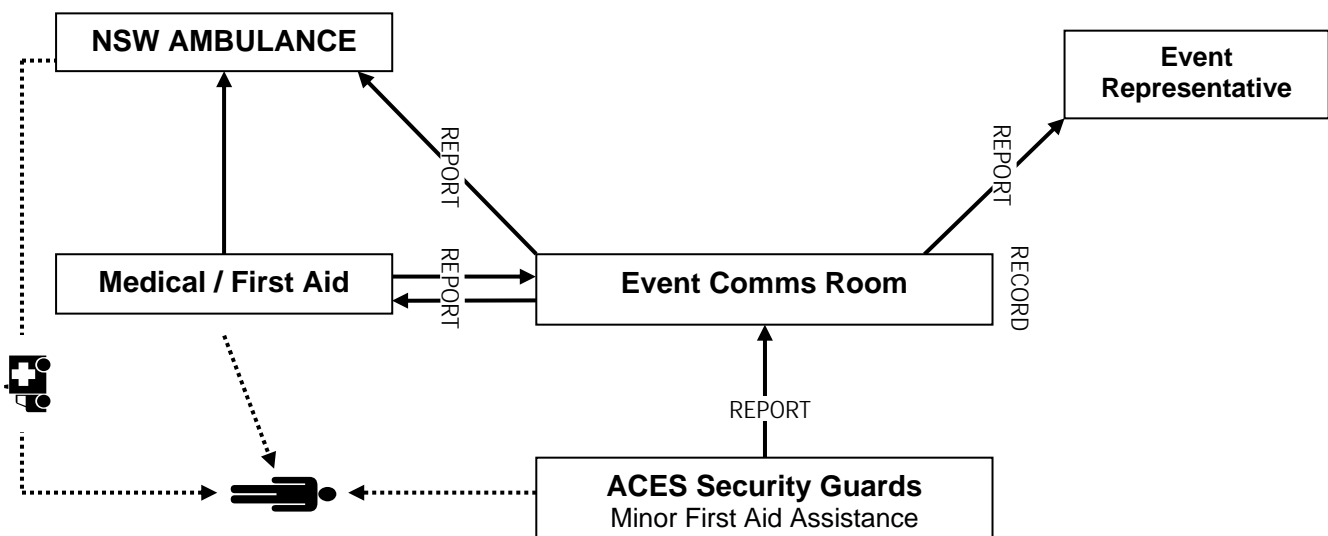 NSW AMBULANCE
Event
Representative
REPORT
REPORT
Medical / First Aid
REPORT
REPORT
Event Comms Room
RECORD
REPORT
ACES Security Guards
Minor First Aid Assistance